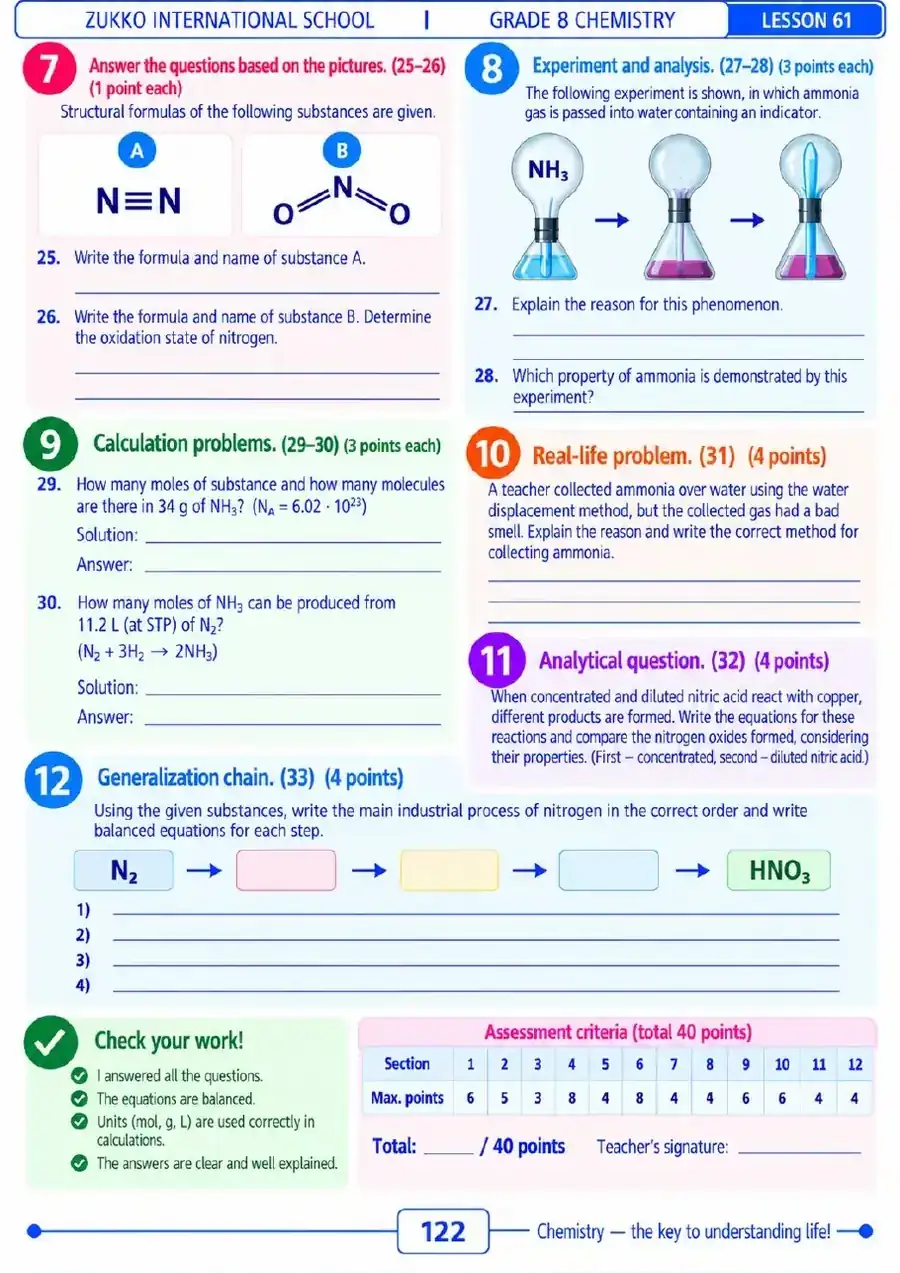 ZUKKO INTERNATIONAL SCHOOL | GRADE 8 CHEMISTRY LESSON 61
7 Answer the questions based on the pictures. (25–26)
(1 point each)
Structural formulas of the following substances are given.
A
N≡N
B
N
O O
25. Write the formula and name of substance A.
26. Write the formula and name of substance B. Determine
the oxidation state of nitrogen.
8 Experiment and analysis. (27–28) (3 points each)
The following experiment is shown, in which ammonia
gas is passed into water containing an indicator.
NH₃
27. Explain the reason for this phenomenon.
28. Which property of ammonia is demonstrated by this
experiment?
9 Calculation problems. (29–30) (3 points each)
29. How many moles of substance and how many molecules
are there in 34 g of NH₃? (N_A = 6.02 · 10²³)
Solution:
Answer:
30. How many moles of NH₃ can be produced from
11.2 L (at STP) of N₂?
(N₂ + 3H₂ → 2NH₃)
Solution:
Answer:
10 Real-life problem. (31) (4 points)
A teacher collected ammonia over water using the water
displacement method, but the collected gas had a bad
smell. Explain the reason and write the correct method for
collecting ammonia.
11 Analytical question. (32) (4 points)
When concentrated and diluted nitric acid react with copper,
different products are formed. Write the equations for these
reactions and compare the nitrogen oxides formed, considering
their properties. (First – concentrated, second – diluted nitric acid.)
12 Generalization chain. (33) (4 points)
Using the given substances, write the main industrial process of nitrogen in the correct order and write
balanced equations for each step.
N₂ → → → → HNO₃
1)
2)
3)
4)
Check your work!
I answered all the questions.
The equations are balanced.
Units (mol, g, L) are used correctly in
calculations.
The answers are clear and well explained.
Assessment criteria (total 40 points)
Section 1 2 3 4 5 6 7 8 9 10 11 12
Max. points 6 5 3 8 4 8 4 4 6 6 4 4
Total: _____ / 40 points Teacher's signature: _____
122 Chemistry — the key to understanding life!